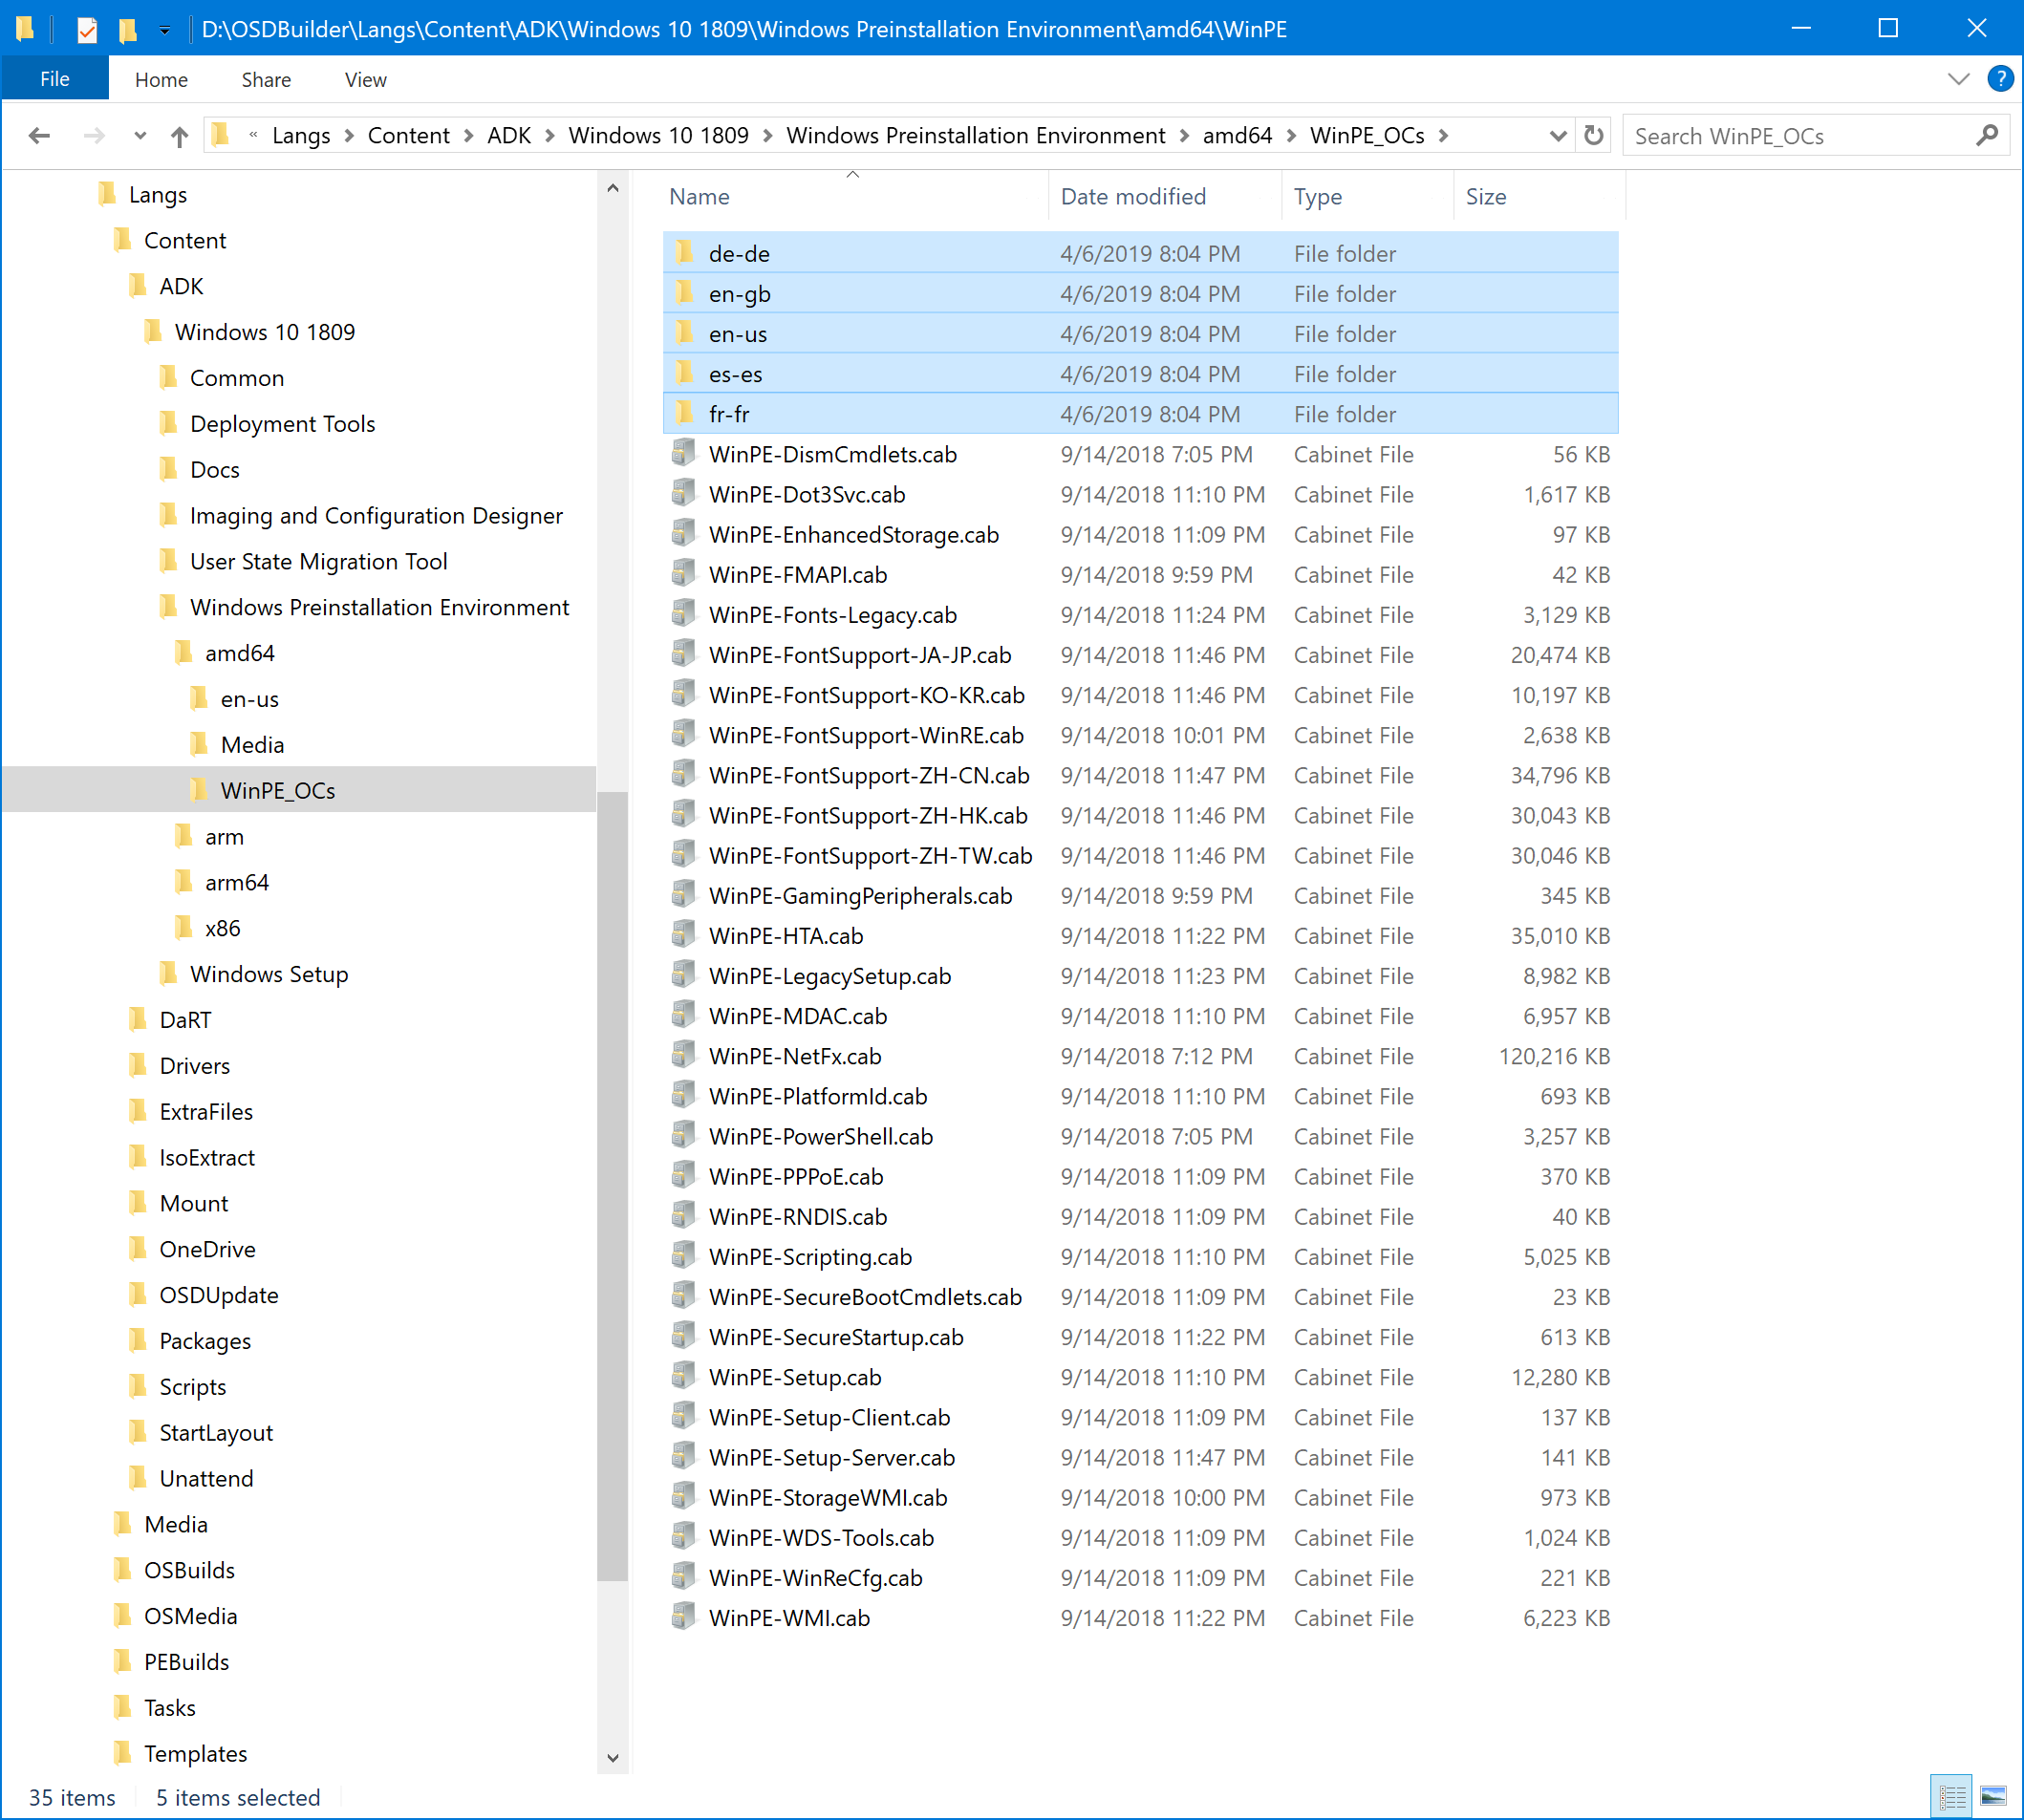 D:\OSDBuilder\Langs\Content\ADK\Windows 10 1809\Windows Preinstallation Environment\amd64\WinPE
File Home Share View ?
« Langs > Content > ADK > Windows 10 1809 > Windows Preinstallation Environment > amd64 > WinPE_OCs >
Search WinPE_OCs
Langs
Content
ADK
Windows 10 1809
Common
Deployment Tools
Docs
Imaging and Configuration Designer
User State Migration Tool
Windows Preinstallation Environment
amd64
en-us
Media
WinPE_OCs
arm
arm64
x86
Windows Setup
DaRT
Drivers
ExtraFiles
IsoExtract
Mount
OneDrive
OSDUpdate
Packages
Scripts
StartLayout
Unattend
Media
OSBuilds
OSMedia
PEBuilds
Tasks
Templates
Name Date modified Type Size
de-de 4/6/2019 8:04 PM File folder
en-gb 4/6/2019 8:04 PM File folder
en-us 4/6/2019 8:04 PM File folder
es-es 4/6/2019 8:04 PM File folder
fr-fr 4/6/2019 8:04 PM File folder
WinPE-DismCmdlets.cab 9/14/2018 7:05 PM Cabinet File 56 KB
WinPE-Dot3Svc.cab 9/14/2018 11:10 PM Cabinet File 1,617 KB
WinPE-EnhancedStorage.cab 9/14/2018 11:09 PM Cabinet File 97 KB
WinPE-FMAPI.cab 9/14/2018 9:59 PM Cabinet File 42 KB
WinPE-Fonts-Legacy.cab 9/14/2018 11:24 PM Cabinet File 3,129 KB
WinPE-FontSupport-JA-JP.cab 9/14/2018 11:46 PM Cabinet File 20,474 KB
WinPE-FontSupport-KO-KR.cab 9/14/2018 11:46 PM Cabinet File 10,197 KB
WinPE-FontSupport-WinRE.cab 9/14/2018 10:01 PM Cabinet File 2,638 KB
WinPE-FontSupport-ZH-CN.cab 9/14/2018 11:47 PM Cabinet File 34,796 KB
WinPE-FontSupport-ZH-HK.cab 9/14/2018 11:46 PM Cabinet File 30,043 KB
WinPE-FontSupport-ZH-TW.cab 9/14/2018 11:46 PM Cabinet File 30,046 KB
WinPE-GamingPeripherals.cab 9/14/2018 9:59 PM Cabinet File 345 KB
WinPE-HTA.cab 9/14/2018 11:22 PM Cabinet File 35,010 KB
WinPE-LegacySetup.cab 9/14/2018 11:23 PM Cabinet File 8,982 KB
WinPE-MDAC.cab 9/14/2018 11:10 PM Cabinet File 6,957 KB
WinPE-NetFx.cab 9/14/2018 7:12 PM Cabinet File 120,216 KB
WinPE-PlatformId.cab 9/14/2018 11:10 PM Cabinet File 693 KB
WinPE-PowerShell.cab 9/14/2018 7:05 PM Cabinet File 3,257 KB
WinPE-PPPoE.cab 9/14/2018 11:09 PM Cabinet File 370 KB
WinPE-RNDIS.cab 9/14/2018 11:09 PM Cabinet File 40 KB
WinPE-Scripting.cab 9/14/2018 11:10 PM Cabinet File 5,025 KB
WinPE-SecureBootCmdlets.cab 9/14/2018 11:09 PM Cabinet File 23 KB
WinPE-SecureStartup.cab 9/14/2018 11:22 PM Cabinet File 613 KB
WinPE-Setup.cab 9/14/2018 11:10 PM Cabinet File 12,280 KB
WinPE-Setup-Client.cab 9/14/2018 11:09 PM Cabinet File 137 KB
WinPE-Setup-Server.cab 9/14/2018 11:47 PM Cabinet File 141 KB
WinPE-StorageWMI.cab 9/14/2018 10:00 PM Cabinet File 973 KB
WinPE-WDS-Tools.cab 9/14/2018 11:09 PM Cabinet File 1,024 KB
WinPE-WinReCfg.cab 9/14/2018 11:09 PM Cabinet File 221 KB
WinPE-WMI.cab 9/14/2018 11:22 PM Cabinet File 6,223 KB
35 items 5 items selected